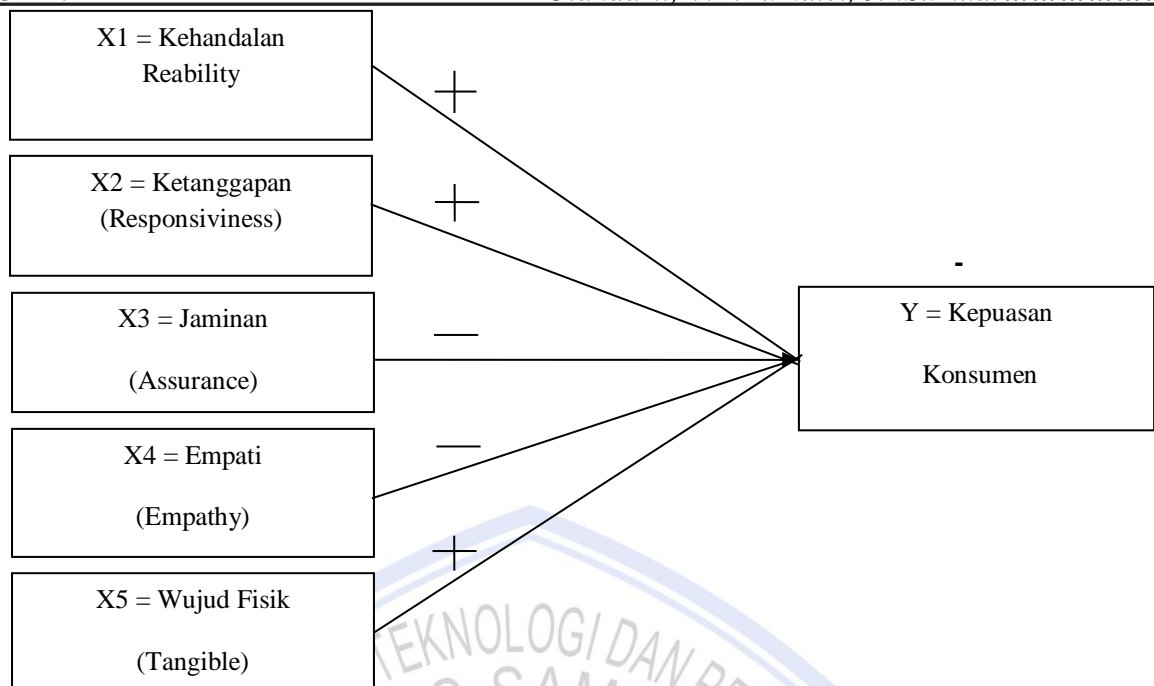 X1 = Kehandalan
Reability
+
X2 = Ketanggapan
(Responsiviness)
+
-
X3 = Jaminan
(Assurance)
—
Y = Kepuasan
Konsumen
X4 = Empati
(Empathy)
—
X5 = Wujud Fisik
(Tangible)
+
TEKNOLOGI DAN